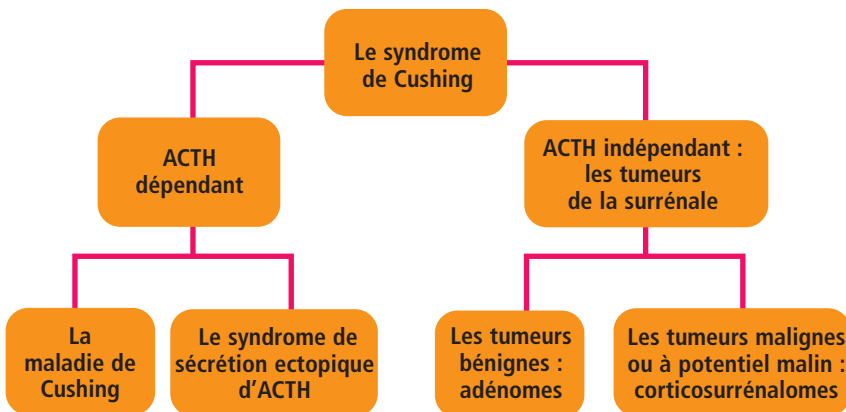 Le syndrome
de Cushing
ACTH
dépendant
ACTH indépendant :
les tumeurs
de la surrénale
La
maladie de
Cushing
Le syndrome de
sécrétion ectopique
d'ACTH
Les tumeurs
bénignes :
adénomes
Les tumeurs malignes
ou à potentiel malin :
corticosurrénalomes